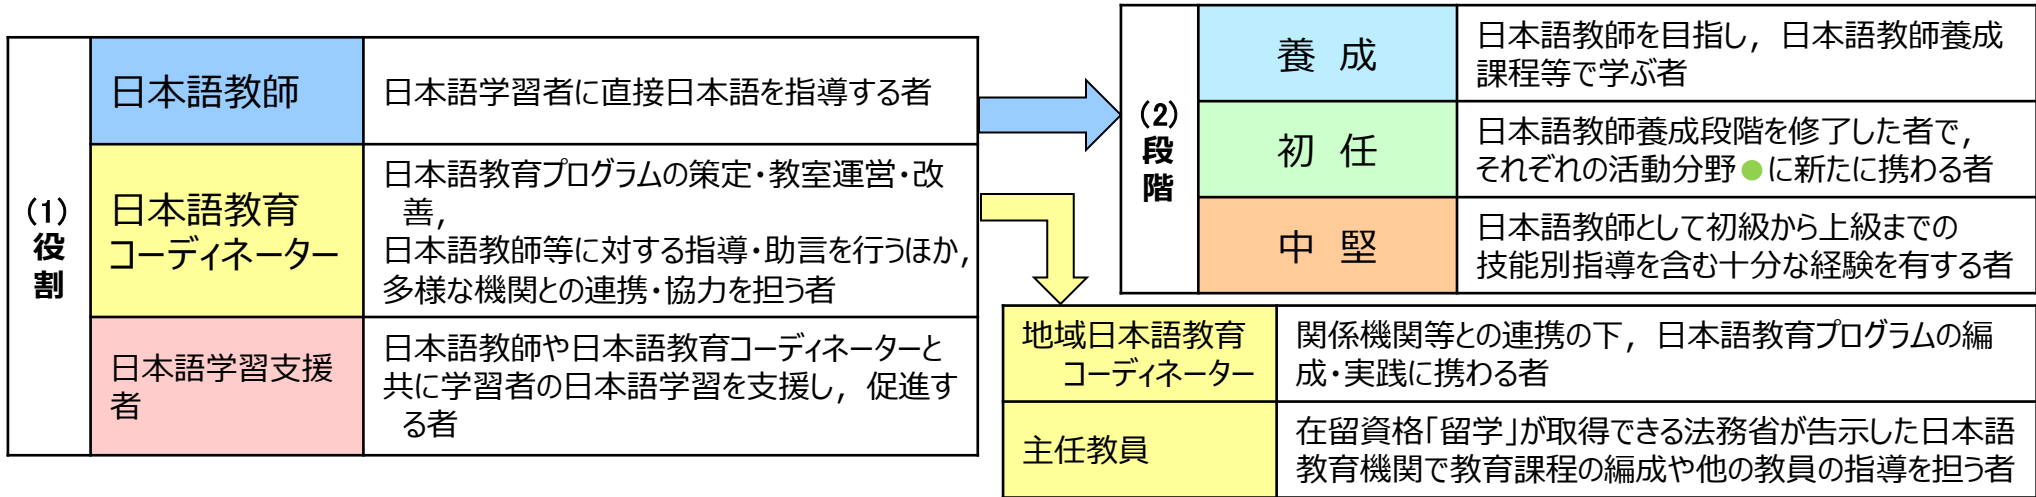 (1)
役
割
日本語教師
日本語学習者に直接日本語を指導する者
日本語教育
コーディネーター
日本語教育プログラムの策定・教室運営・改
善，
日本語教師等に対する指導・助言を行うほか，
多様な機関との連携・協力を担う者
日本語学習支援
者
日本語教師や日本語教育コーディネーターと
共に学習者の日本語学習を支援し，促進す
る者
(2)
段
階
養 成
日本語教師を目指し，日本語教師養成
課程等で学ぶ者
初 任
日本語教師養成段階を修了した者で，
それぞれの活動分野●に新たに携わる者
中 堅
日本語教師として初級から上級までの
技能別指導を含む十分な経験を有する者
地域日本語教育
コーディネーター
関係機関等との連携の下，日本語教育プログラムの編
成・実践に携わる者
主任教員
在留資格「留学」が取得できる法務省が告示した日本語
教育機関で教育課程の編成や他の教員の指導を担う者